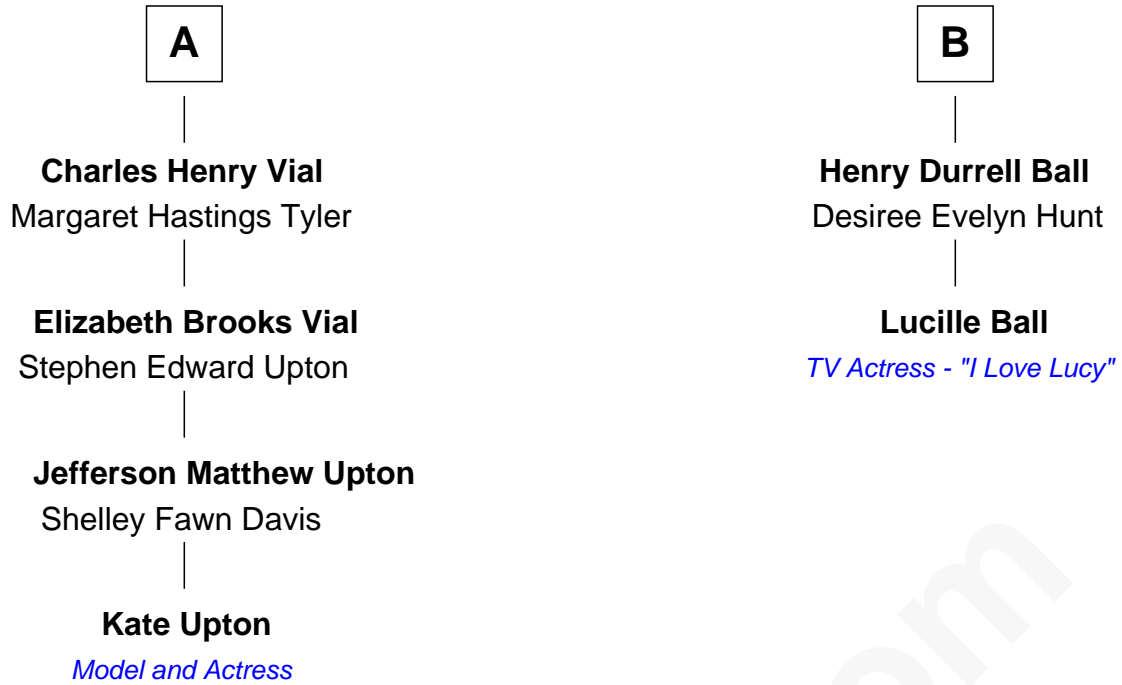 A
Charles Henry Vial
Margaret Hastings Tyler
Elizabeth Brooks Vial
Stephen Edward Upton
Jefferson Matthew Upton
Shelley Fawn Davis
Kate Upton
Model and Actress
B
Henry Durrell Ball
Desiree Evelyn Hunt
Lucille Ball
TV Actress - "I Love Lucy"
om